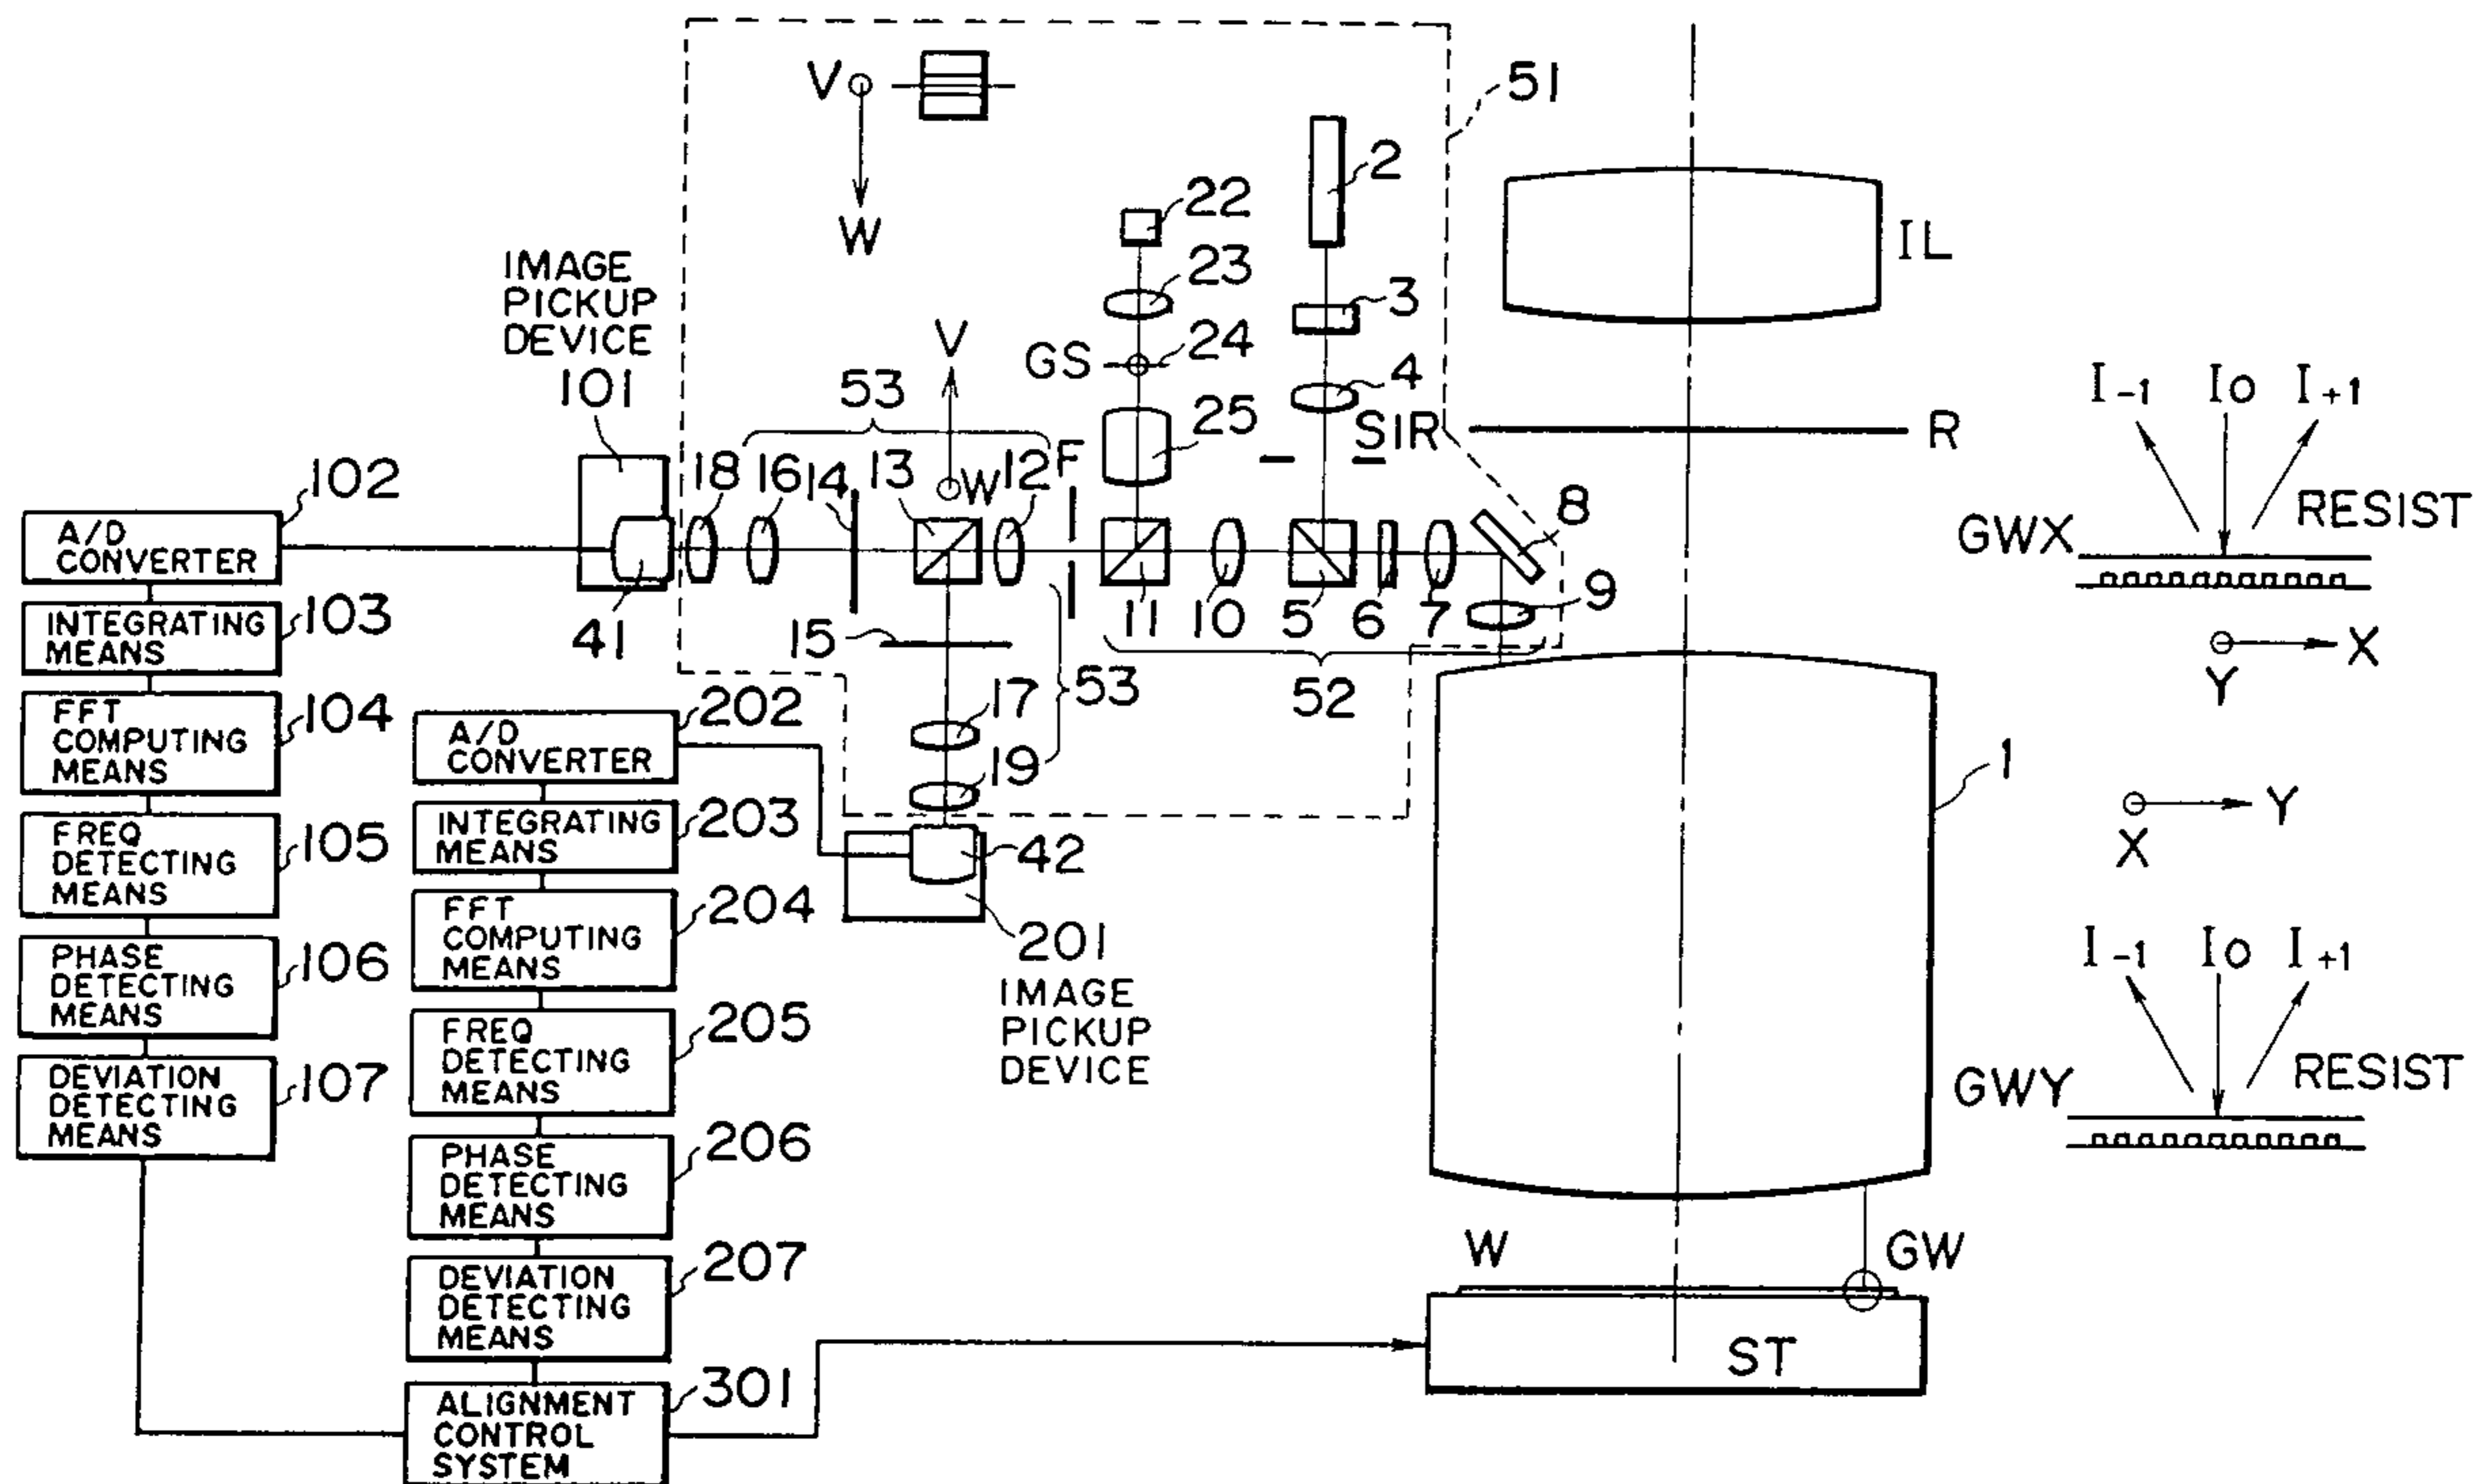 V
W
51
2
22
IL
IMAGE
PICKUP
DEVICE
101
23
3
V
GS
24
4
53
I-1 I0 I+1
25
SIR
R
18 16 14 13 W 12 F
8
RESIST
GWX
102
A/D
CONVERTER
41
11 10 5 6 7 9
INTEGRATING
MEANS
103
15
X
Y
52
53
FFT
COMPUTING
MEANS
104
17
202
A/D
CONVERTER
19
1
Y
X
FREQ
DETECTING
MEANS
105
INTEGRATING
MEANS
203
42
201
IMAGE
PICKUP
DEVICE
FFT
COMPUTING
MEANS
204
PHASE
DETECTING
MEANS
106
I-1 I0 I+1
FREQ
DETECTING
MEANS
205
RESIST
GWY
DEVIATION
DETECTING
MEANS
107
PHASE
DETECTING
MEANS
206
W
GW
DEVIATION
DETECTING
MEANS
207
ST
ALIGNMENT
CONTROL
SYSTEM
301